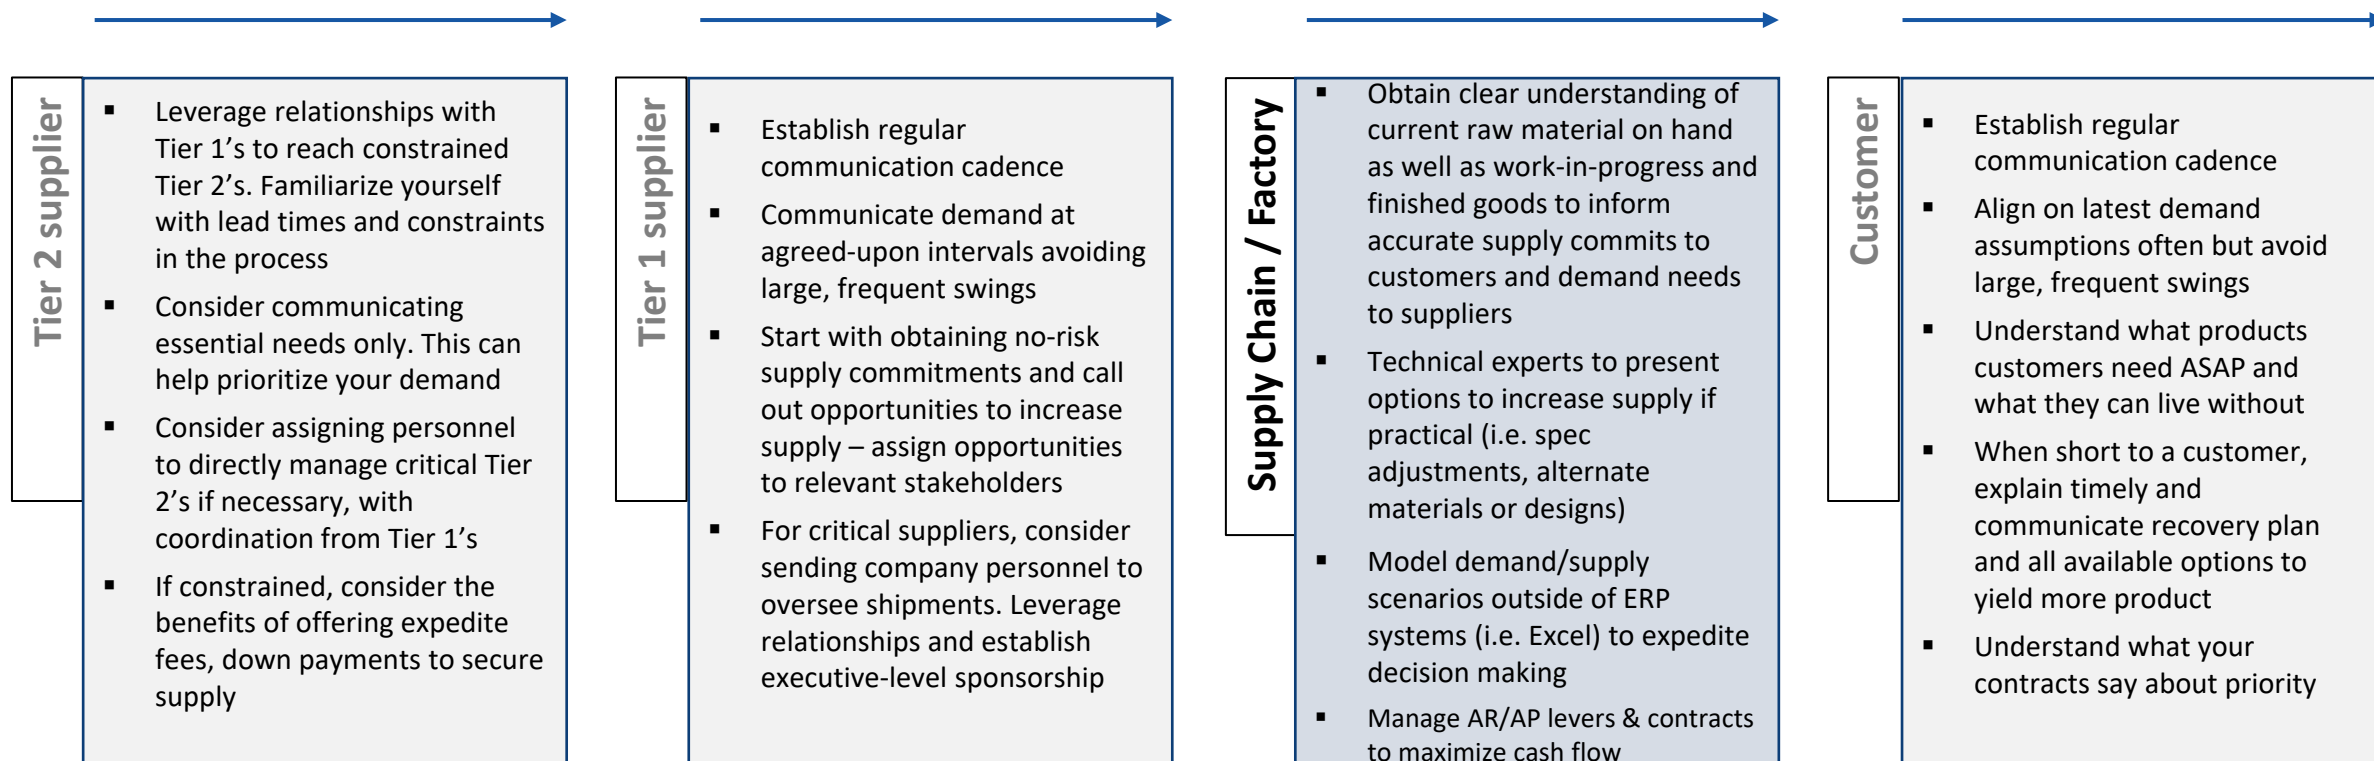 Tier 2 supplier
▪ Leverage relationships with
Tier 1’s to reach constrained
Tier 2’s. Familiarize yourself
with lead times and constraints
in the process
▪ Consider communicating
essential needs only. This can
help prioritize your demand
▪ Consider assigning personnel
to directly manage critical Tier
2’s if necessary, with
coordination from Tier 1’s
▪ If constrained, consider the
benefits of offering expedite
fees, down payments to secure
supply
Tier 1 supplier
▪ Establish regular
communication cadence
▪ Communicate demand at
agreed-upon intervals avoiding
large, frequent swings
▪ Start with obtaining no-risk
supply commitments and call
out opportunities to increase
supply – assign opportunities
to relevant stakeholders
▪ For critical suppliers, consider
sending company personnel to
oversee shipments. Leverage
relationships and establish
executive-level sponsorship
Supply Chain / Factory
▪ Obtain clear understanding of
current raw material on hand
as well as work-in-progress and
finished goods to inform
accurate supply commits to
customers and demand needs
to suppliers
▪ Technical experts to present
options to increase supply if
practical (i.e. spec
adjustments, alternate
materials or designs)
▪ Model demand/supply
scenarios outside of ERP
systems (i.e. Excel) to expedite
decision making
▪ Manage AR/AP levers & contracts
to maximize cash flow
Customer
▪ Establish regular
communication cadence
▪ Align on latest demand
assumptions often but avoid
large, frequent swings
▪ Understand what products
customers need ASAP and
what they can live without
▪ When short to a customer,
explain timely and
communicate recovery plan
and all available options to
yield more product
▪ Understand what your
contracts say about priority